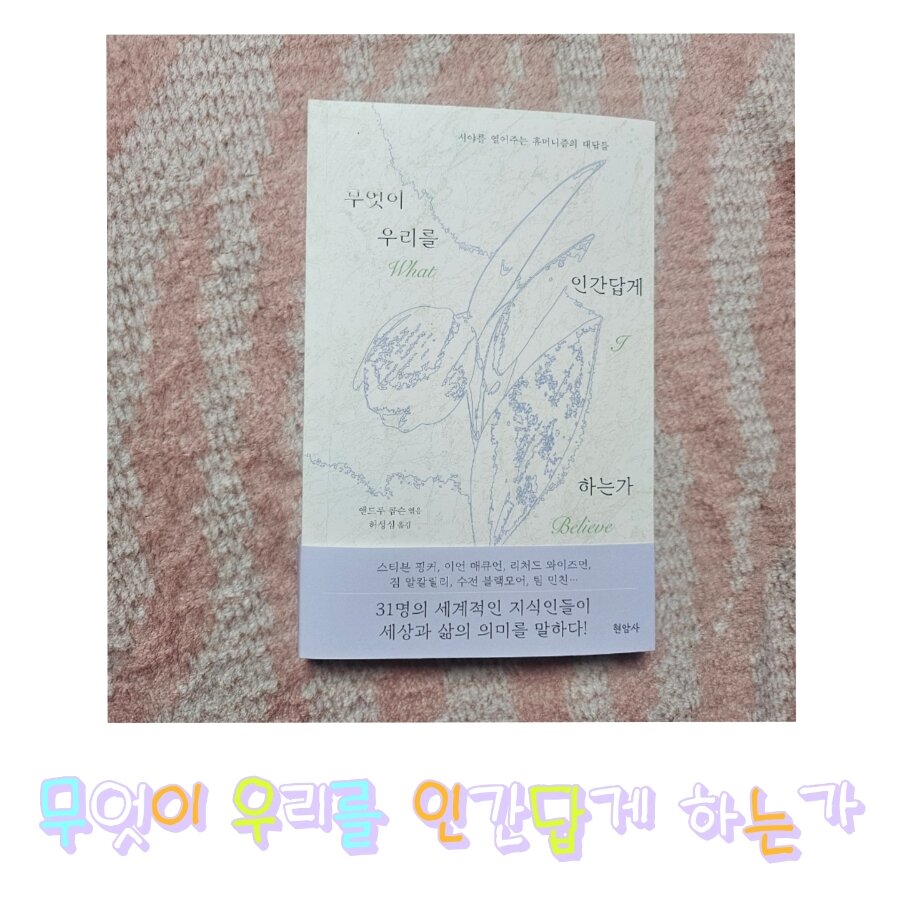 시야를 열어주는 휴머니즘의 대답들
무엇이
우리를
What
인간답게
I
하는가
Believe
앤드루 콥슨 엮음
허성심 옮김
스티븐 핑커, 이언 매큐언, 리처드 와이즈먼,
짐 알칼릴리, 수전 블랙모어, 팀 민친…
31명의 세계적인 지식인들이
세상과 삶의 의미를 말하다!
현암사
무엇이 우리를 인간답게 하는가